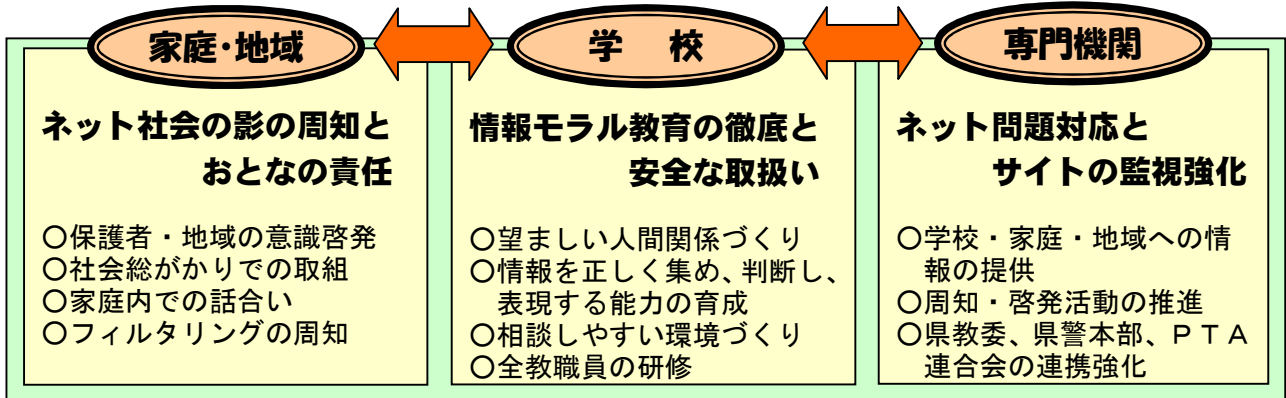 家庭・地域
ネット社会の影の周知と
おとなの責任
○保護者・地域の意識啓発
○社会総がかりでの取組
○家庭内での話合い
○フィルタリングの周知
学　校
情報モラル教育の徹底と
安全な取扱い
○望ましい人間関係づくり
○情報を正しく集め、判断し、
表現する能力の育成
○相談しやすい環境づくり
○全教職員の研修
専門機関
ネット問題対応と
サイトの監視強化
○学校・家庭・地域への情
報の提供
○周知・啓発活動の推進
○県教委、県警本部、ＰＴＡ
連合会の連携強化